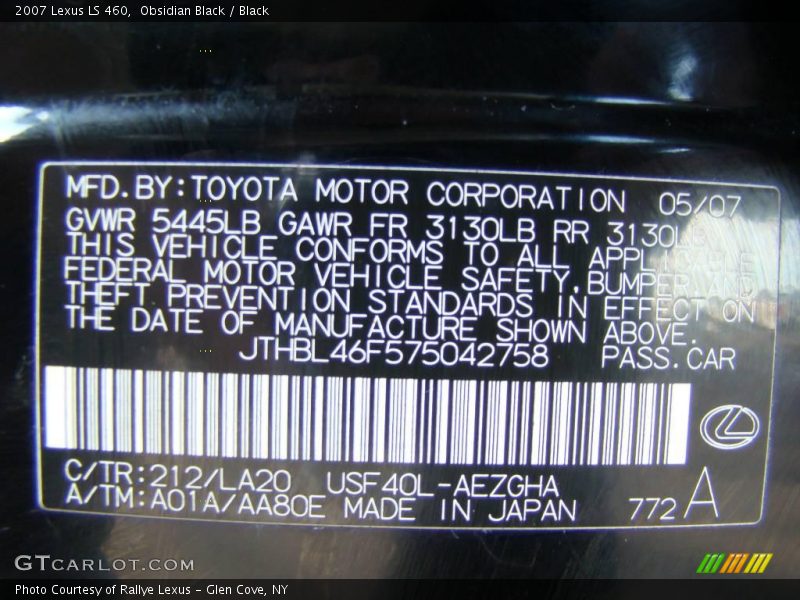 2007 Lexus LS 460,  Obsidian Black / Black
MFD.BY:TOYOTA MOTOR CORPORATION 05/07
GVWR 5445LB GAWR FR 3130LB RR 3130LB
THIS VEHICLE CONFORMS TO ALL APPLICABLE
FEDERAL MOTOR VEHICLE SAFETY,BUMPER,AND
THEFT PREVENTION STANDARDS IN EFFECT ON
THE DATE OF MANUFACTURE SHOWN ABOVE.
JTHBL46F575042758 PASS.CAR
C/TR:212/LA20 USF40L-AEZGHA
A/TM:A01A/AA80E MADE IN JAPAN 772 A
GTCARLOT.COM
Photo Courtesy of Rallye Lexus - Glen Cove, NY